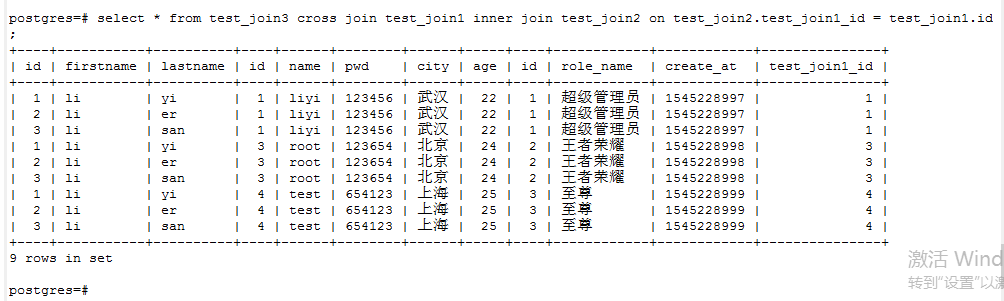 postgres=# select * from test_join3 cross join test_join1 inner join test_join2 on test_join2.test_join1_id = test_join1.id
;
+----+-----------+----------+----+------+--------+------+-----+----+------------+------------+---------------+
| id | firstname | lastname | id | name | pwd | city | age | id | role_name | create_at | test_join1_id |
+----+-----------+----------+----+------+--------+------+-----+----+------------+------------+---------------+
| 1 | li | yi | 1 | liyi | 123456 | 武汉 | 22 | 1 | 超级管理员 | 1545228997 | 1 |
| 2 | li | er | 1 | liyi | 123456 | 武汉 | 22 | 1 | 超级管理员 | 1545228997 | 1 |
| 3 | li | san | 1 | liyi | 123456 | 武汉 | 22 | 1 | 超级管理员 | 1545228997 | 1 |
| 1 | li | yi | 3 | root | 123654 | 北京 | 24 | 2 | 王者荣耀 | 1545228998 | 3 |
| 2 | li | er | 3 | root | 123654 | 北京 | 24 | 2 | 王者荣耀 | 1545228998 | 3 |
| 3 | li | san | 3 | root | 123654 | 北京 | 24 | 2 | 王者荣耀 | 1545228998 | 3 |
| 1 | li | yi | 4 | test | 654123 | 上海 | 25 | 3 | 至尊 | 1545228999 | 4 |
| 2 | li | er | 4 | test | 654123 | 上海 | 25 | 3 | 至尊 | 1545228999 | 4 |
| 3 | li | san | 4 | test | 654123 | 上海 | 25 | 3 | 至尊 | 1545228999 | 4 |
+----+-----------+----------+----+------+--------+------+-----+----+------------+------------+---------------+
9 rows in set
激活 Wind
转到"设置"以激
postgres=#